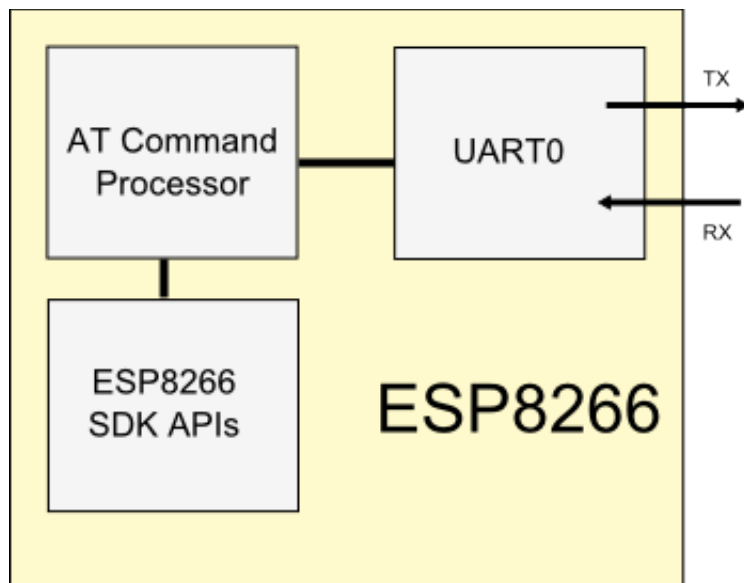 AT Command
Processor
UART0
TX
RX
ESP8266
SDK APIs
ESP8266